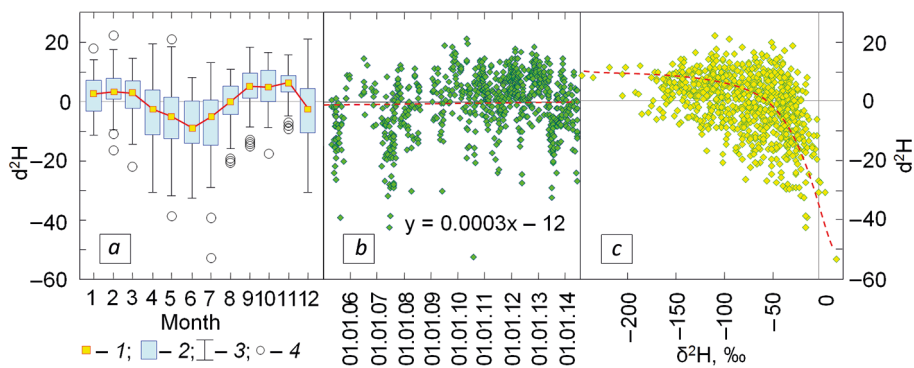 d²H
20
0
−20
−40
−60
a
1 2 3 4 5 6 7 8 9 10 11 12
Month
– 1; – 2; – 3; – 4
y = 0.0003x – 12
b
01.01.06
01.01.07
01.01.08
01.01.09
01.01.10
01.01.11
01.01.12
01.01.13
01.01.14
c
−200 −150 −100 −50 0
δ²H, ‰
20
0
−20
−40
−60
d²H